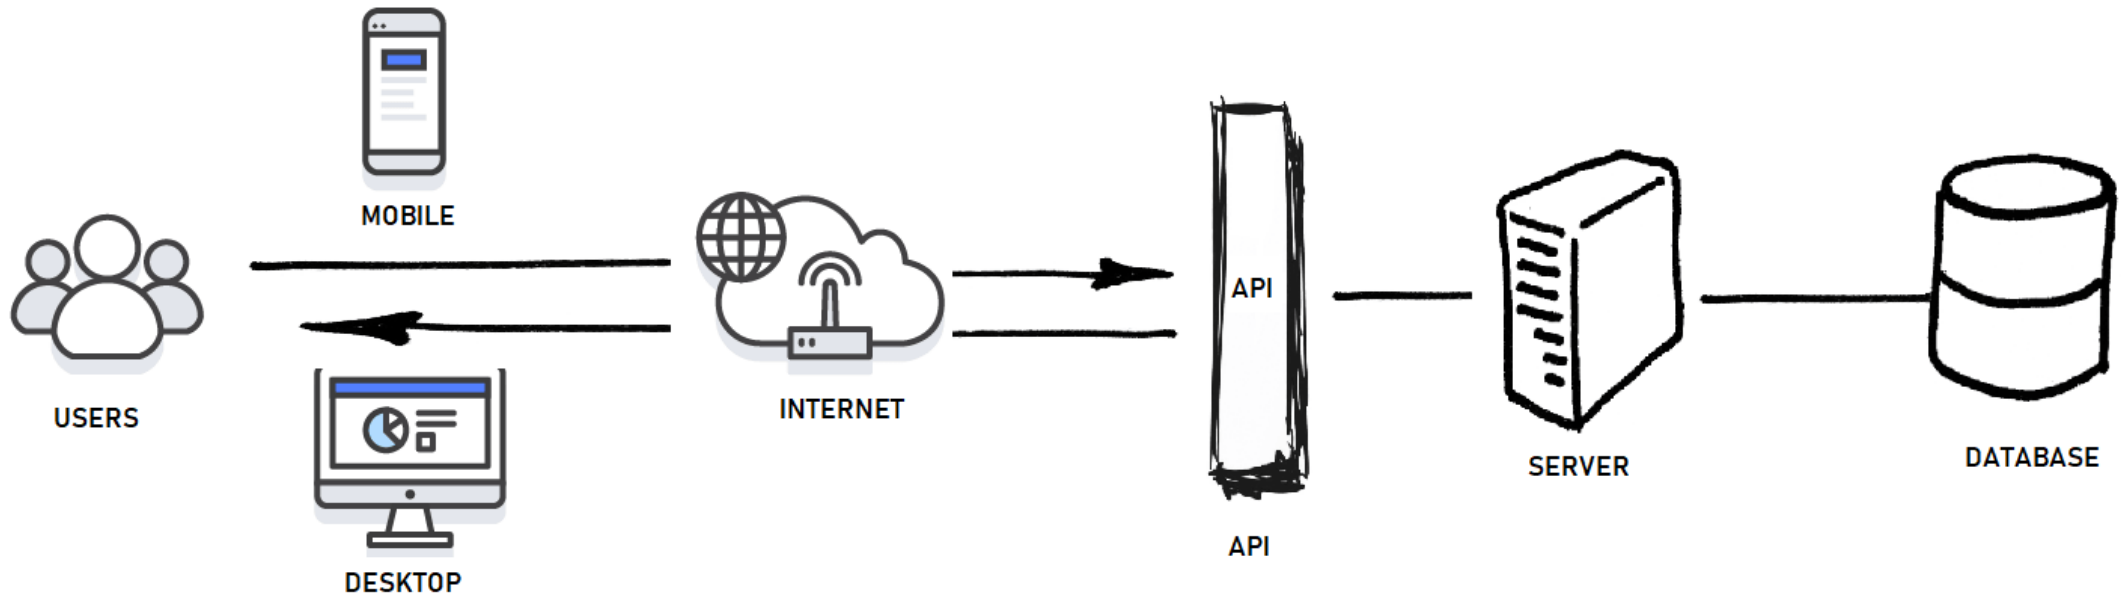 MOBILE
USERS
DESKTOP
INTERNET
API
API
SERVER
DATABASE